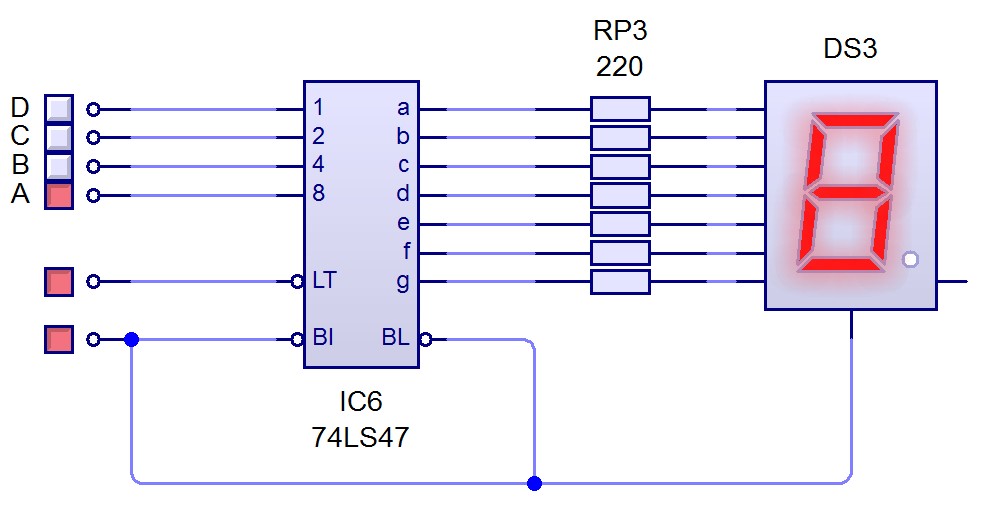 RP3
220
DS3
D 1 a
C 2 b
B 4 c
A 8 d
e
f
LT g
BI BL
IC6
74LS47